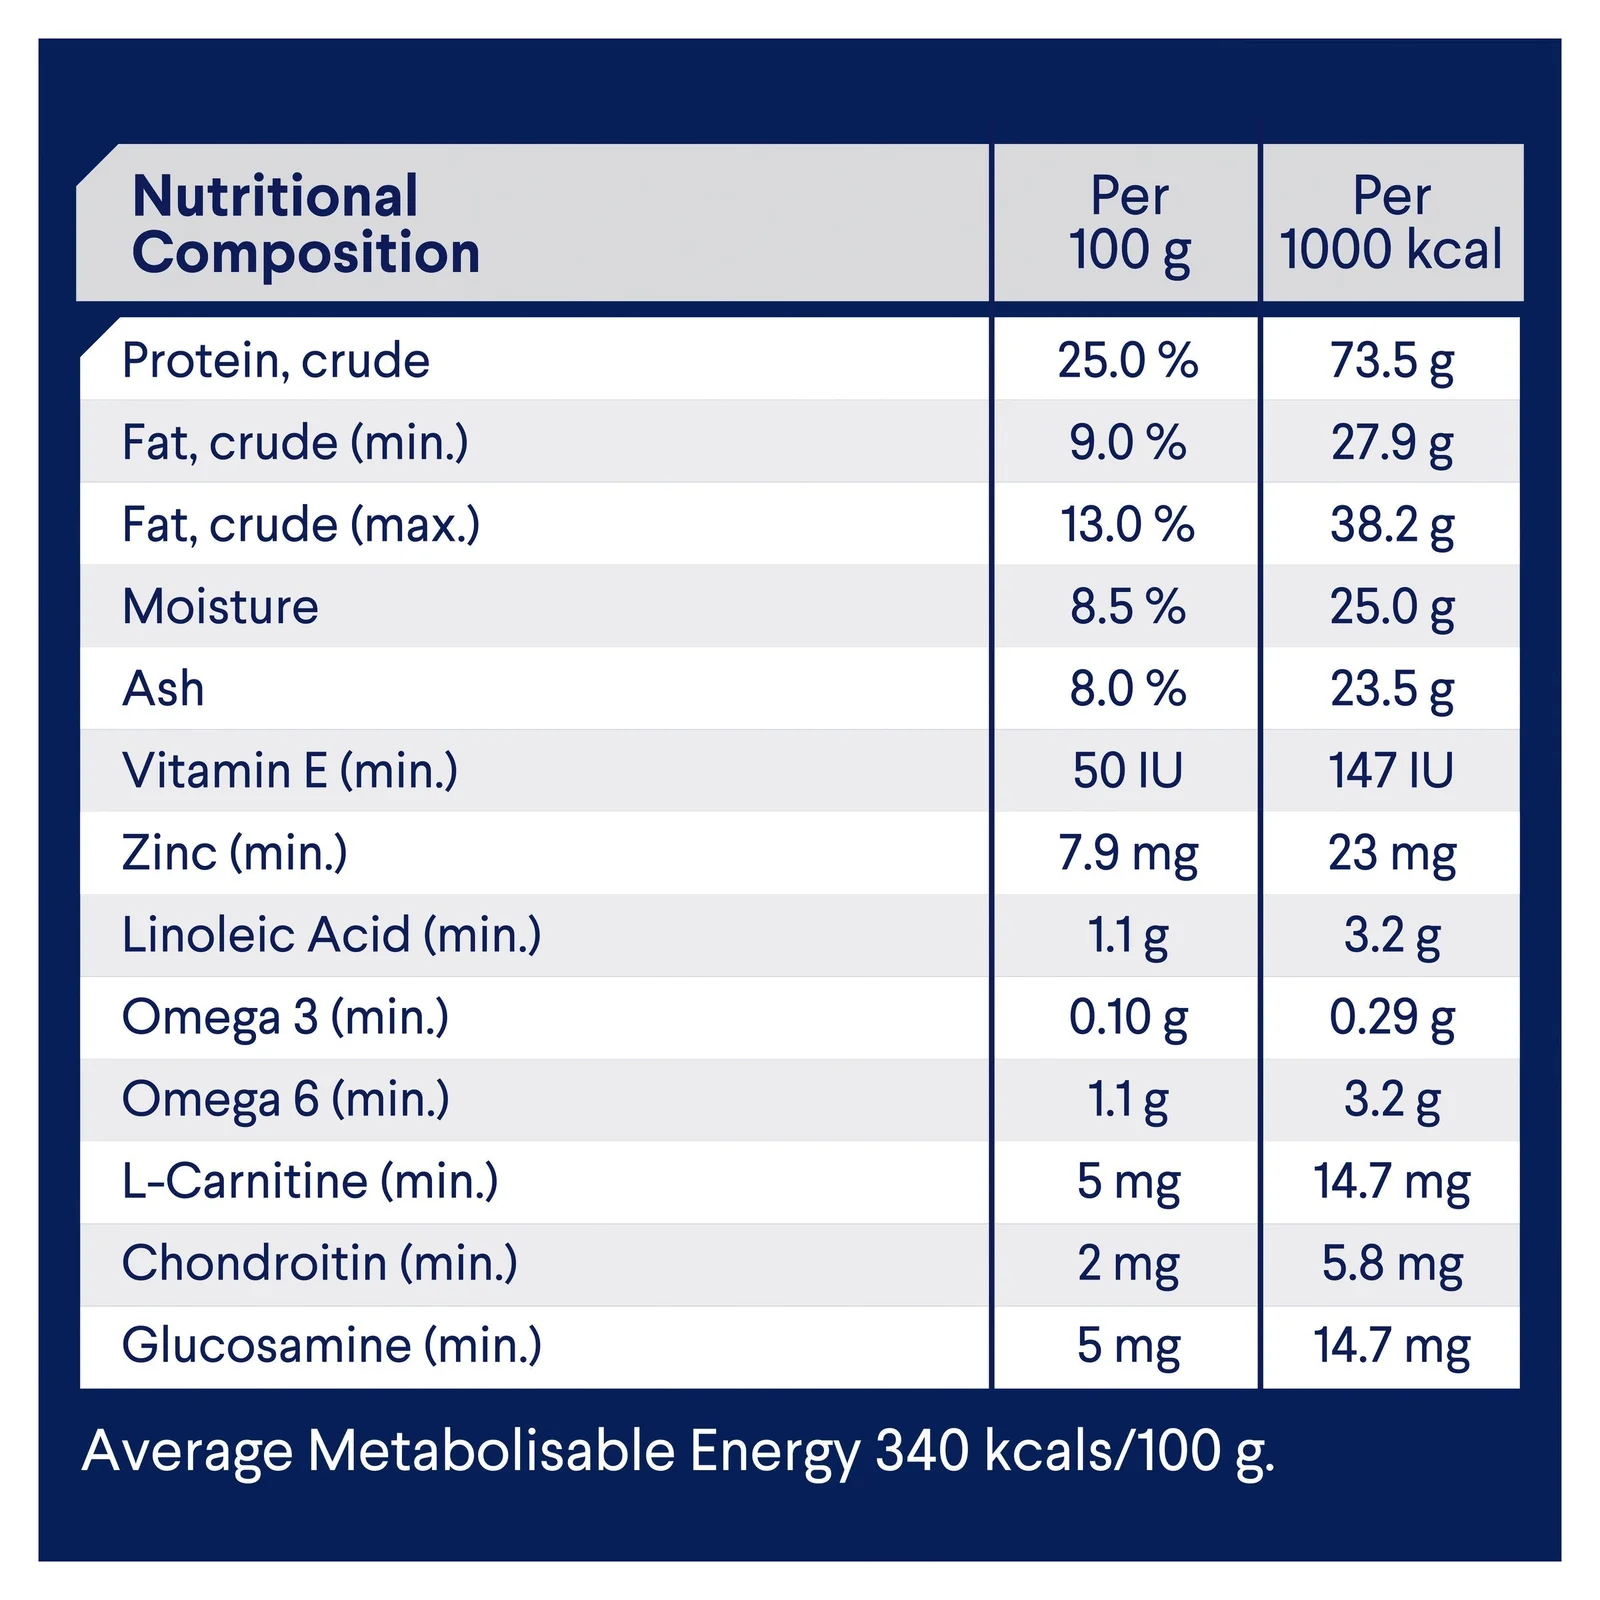 Nutritional Composition Per 100 g Per 1000 kcal
Protein, crude 25.0 % 73.5 g
Fat, crude (min.) 9.0 % 27.9 g
Fat, crude (max.) 13.0 % 38.2 g
Moisture 8.5 % 25.0 g
Ash 8.0 % 23.5 g
Vitamin E (min.) 50 IU 147 IU
Zinc (min.) 7.9 mg 23 mg
Linoleic Acid (min.) 1.1 g 3.2 g
Omega 3 (min.) 0.10 g 0.29 g
Omega 6 (min.) 1.1 g 3.2 g
L-Carnitine (min.) 5 mg 14.7 mg
Chondroitin (min.) 2 mg 5.8 mg
Glucosamine (min.) 5 mg 14.7 mg
Average Metabolisable Energy 340 kcals/100 g.